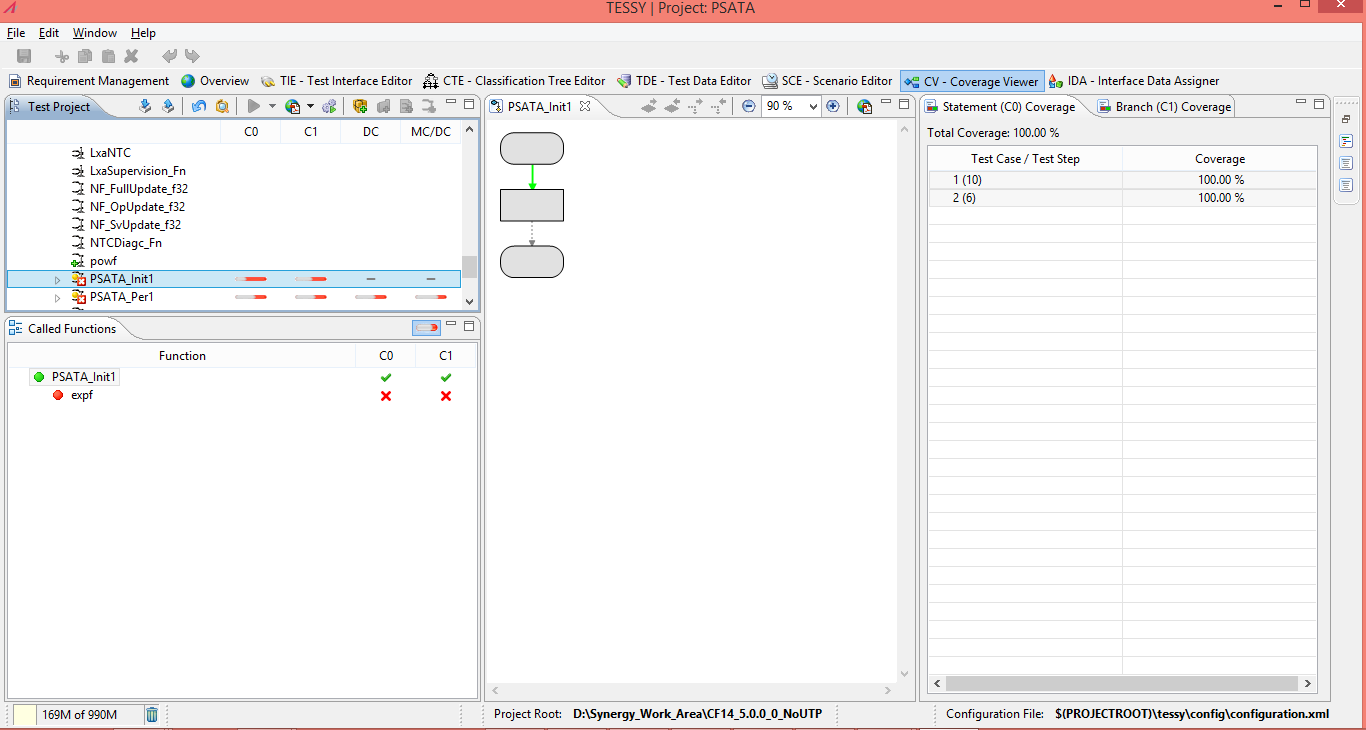 TESSY | Project: PSATA
File Edit Window Help
Requirement Management Overview TIE - Test Interface Editor CTE - Classification Tree Editor TDE - Test Data Editor SCE - Scenario Editor CV - Coverage Viewer IDA - Interface Data Assigner
Test Project
C0 C1 DC MC/DC
LxaNTC
LxaSupervision_Fn
NF_FullUpdate_f32
NF_OpUpdate_f32
NF_SvUpdate_f32
NTCDiagc_Fn
powf
PSATA_Init1
PSATA_Per1
Called Functions
Function C0 C1
PSATA_Init1
expf
PSATA_Init1
90 %
Statement (C0) Coverage Branch (C1) Coverage
Total Coverage: 100.00 %
Test Case / Test Step Coverage
1 (10) 100.00 %
2 (6) 100.00 %
169M of 990M
Project Root: D:\Synergy_Work_Area\CF14_5.0.0_0_NoUTP
Configuration File: $(PROJECTROOT)\tessy\config\configuration.xml